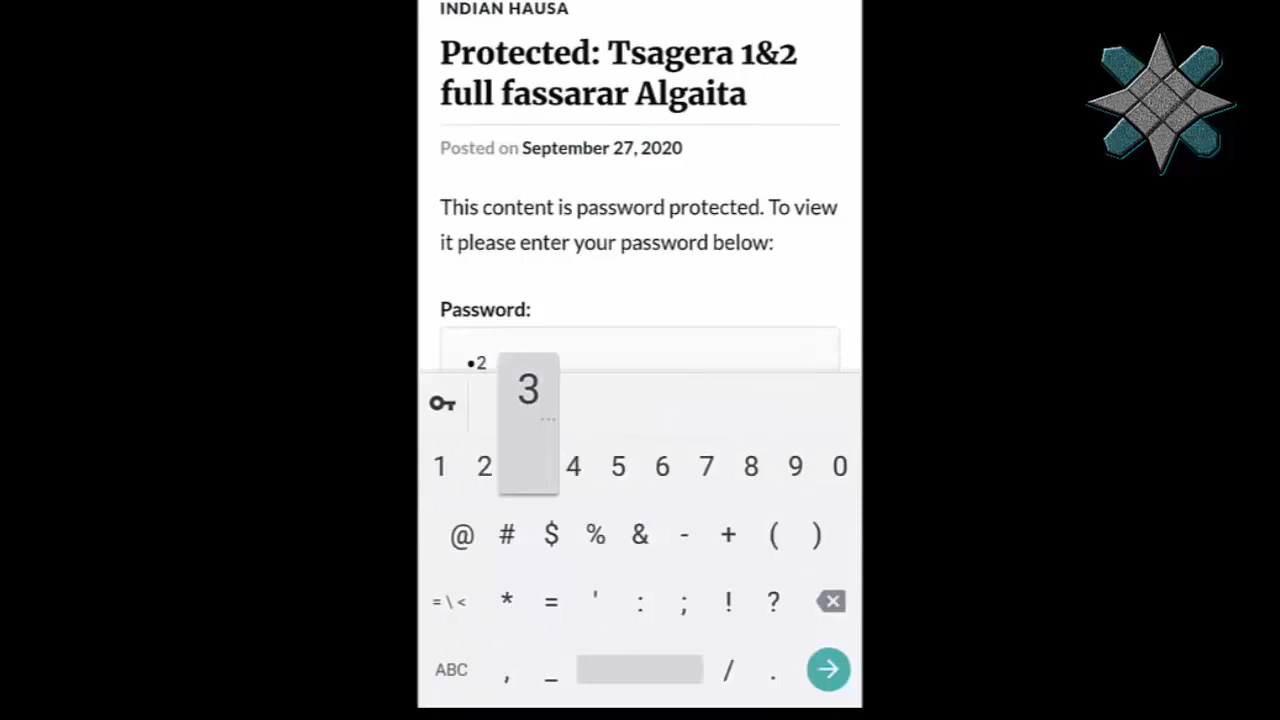 INDIAN HAUSA
Protected: Tsagera 1&2
full fassarar Algaita
Posted on September 27, 2020
This content is password protected. To view
it please enter your password below:
Password:
•2
3
...
1 2 4 5 6 7 8 9 0
@ # $ % & - + ( )
= \ < * = ' : ; ! ?
ABC , _ / .